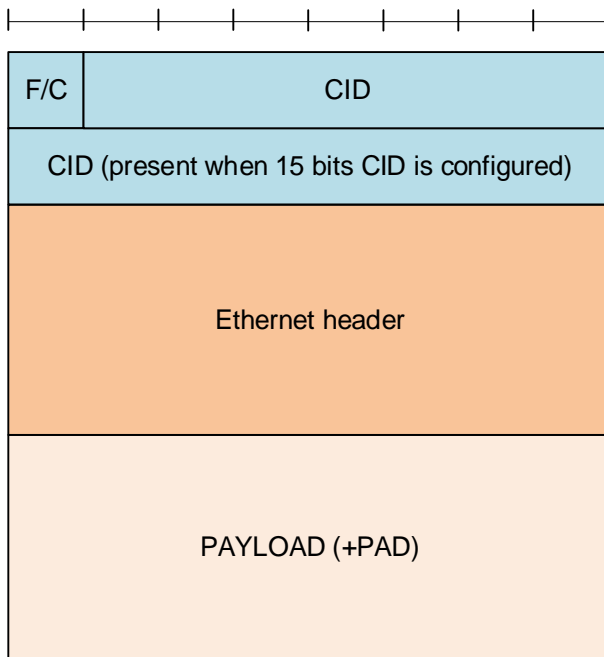 F/C CID
CID (present when 15 bits CID is configured)
Ethernet header
PAYLOAD (+PAD)